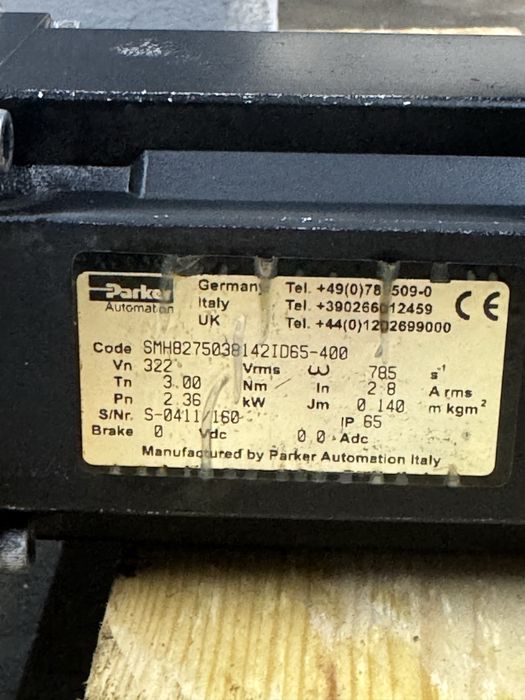 Parker
Automation
Germany Tel. +49(0)78 509-0
Italy Tel. +390266012459
UK Tel. +44(0)1202699000
CE
Code SMH8275038142ID65-400
Vn 322 Vrms ω 785 s⁻¹
Tn 3.00 Nm In 2.8 A rms
Pn 2.36 kW Jm 0.140 m kgm²
S/Nr. S-0411/160 IP 65
Brake 0 Vdc 0.0 Adc
Manufactured by Parker Automation Italy